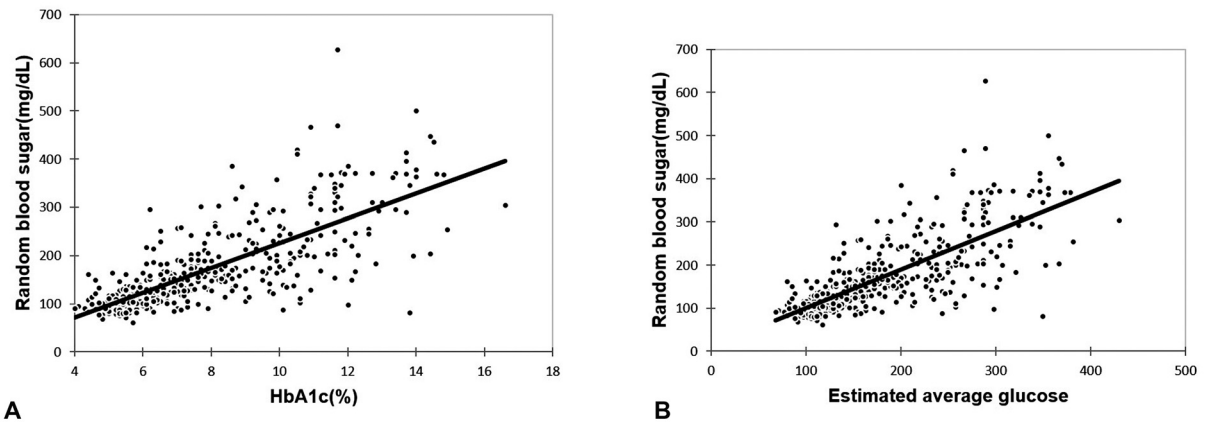 700
600
500
400
300
200
100
0
Random blood sugar(mg/dL)
4 6 8 10 12 14 16 18
HbA1c(%)
A
700
600
500
400
300
200
100
0
Random blood sugar(mg/dL)
0 100 200 300 400 500
Estimated average glucose
B